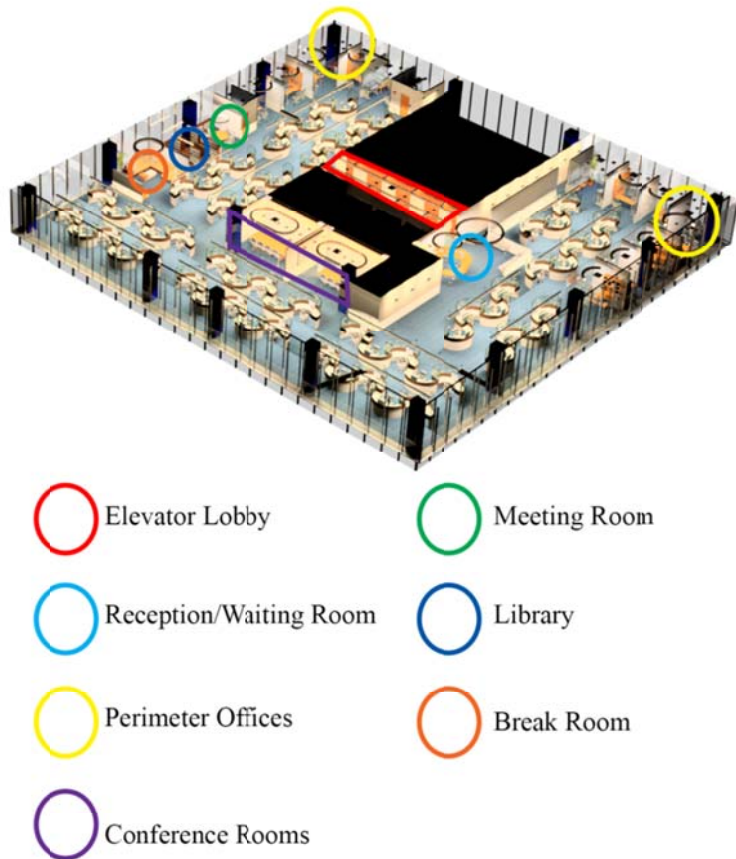 Elevator Lobby
Meeting Room
Reception/Waiting Room
Library
Perimeter Offices
Break Room
Conference Rooms